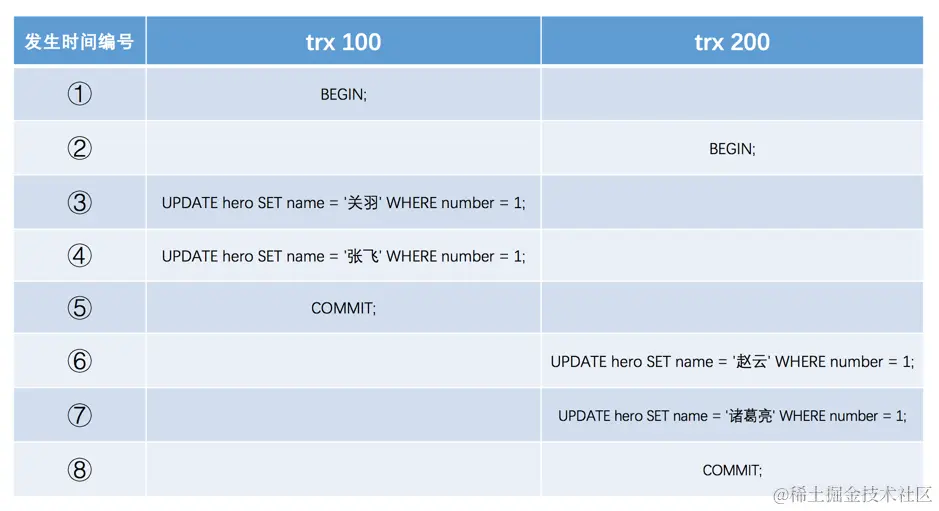 发生时间编号 trx 100 trx 200
① BEGIN;
② BEGIN;
③ UPDATE hero SET name = '关羽' WHERE number = 1;
④ UPDATE hero SET name = '张飞' WHERE number = 1;
⑤ COMMIT;
⑥ UPDATE hero SET name = '赵云' WHERE number = 1;
⑦ UPDATE hero SET name = '诸葛亮' WHERE number = 1;
⑧ COMMIT;
@稀土掘金技术社区